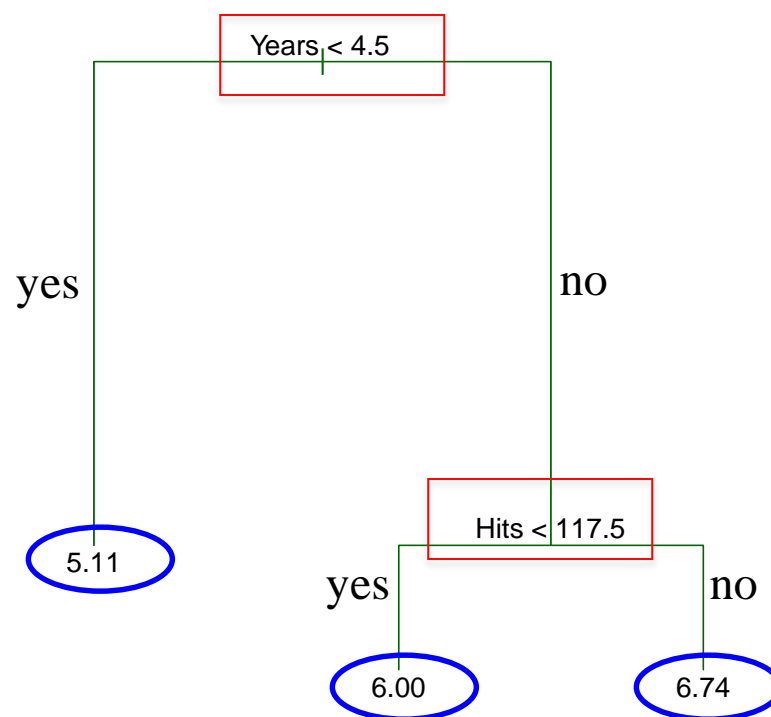 Years < 4.5
yes
no
Hits < 117.5
5.11
yes
no
6.00
6.74